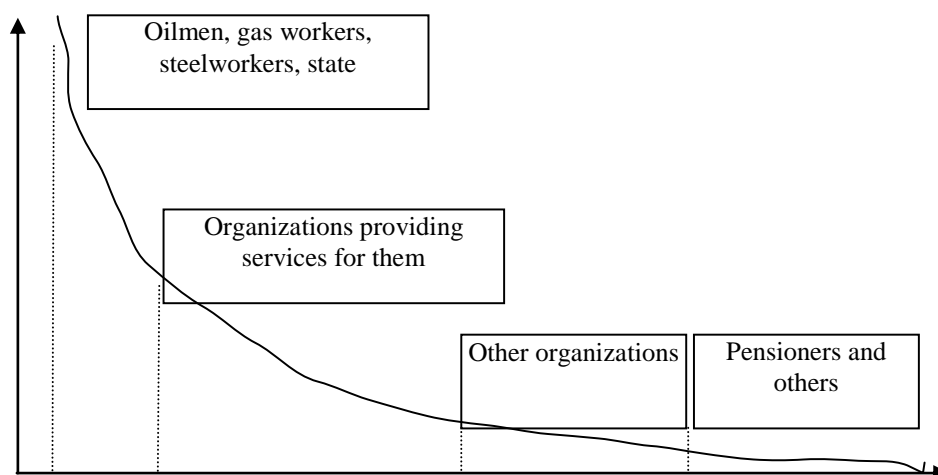 Oilmen, gas workers,
steelworkers, state
Organizations providing
services for them
Other organizations
Pensioners and
others